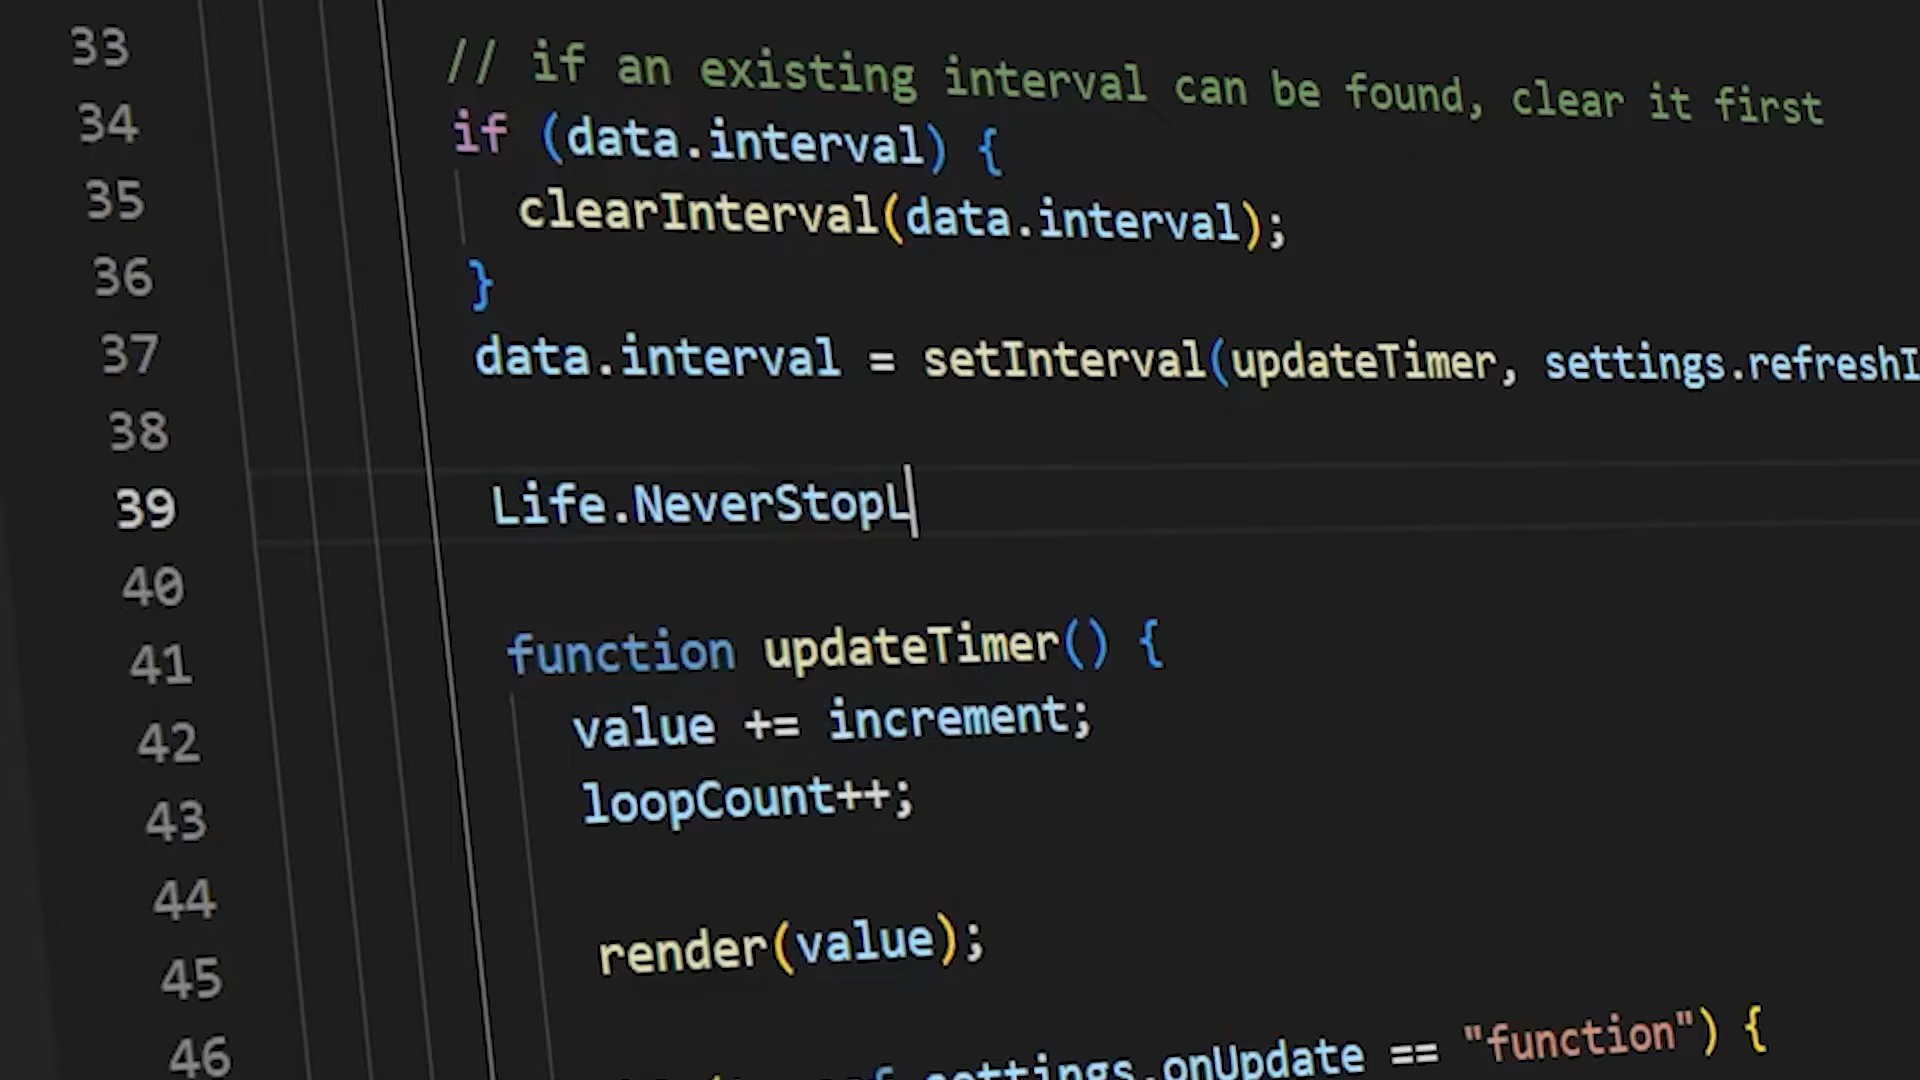 33 // if an existing interval can be found, clear it first
34 if (data.interval) {
35 clearInterval(data.interval);
36 }
37 data.interval = setInterval(updateTimer, settings.refreshI
38
39 Life.NeverStopL
40
41 function updateTimer() {
42 value += increment;
43 loopCount++;
44
45 render(value);
46
settings.onUpdate == "function") {